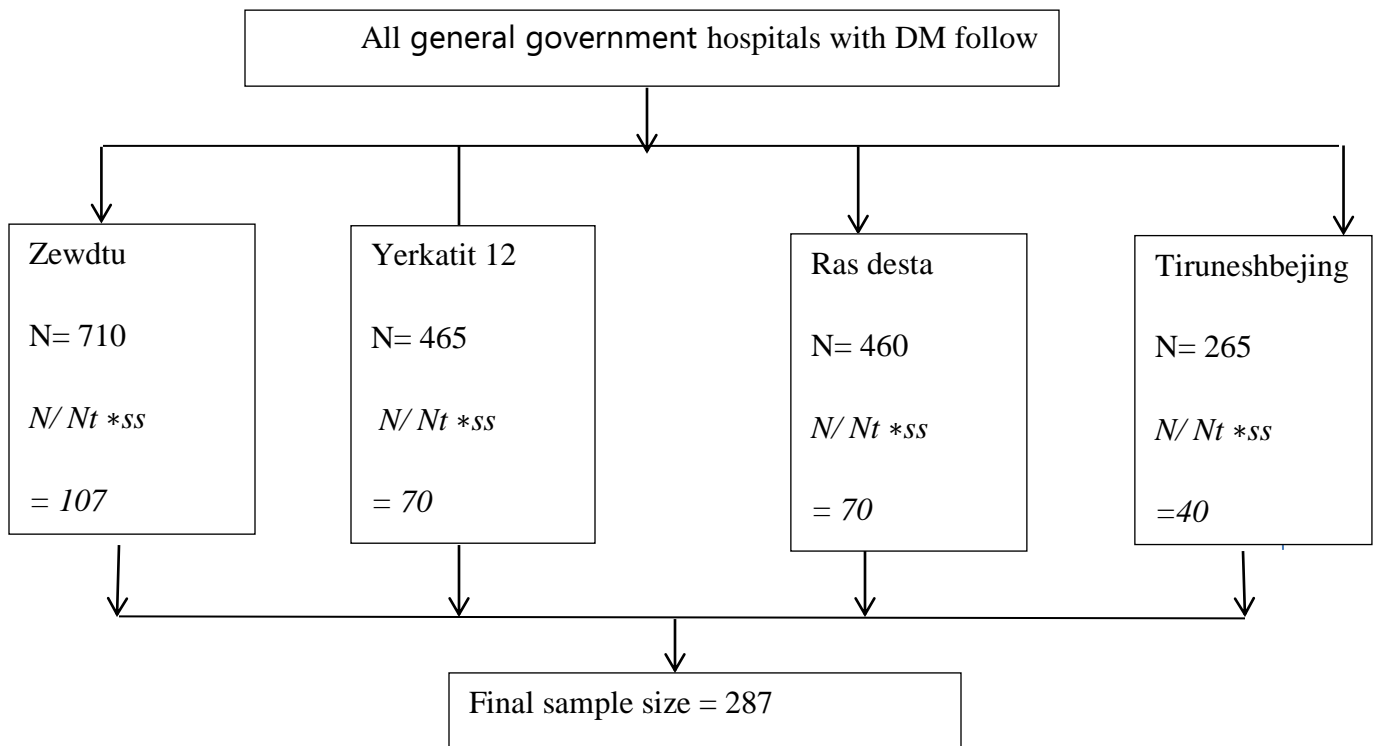 All general government hospitals with DM follow
Zewdtu
N= 710
N/ Nt *ss
= 107
Yerkatit 12
N= 465
N/ Nt *ss
= 70
Ras desta
N= 460
N/ Nt *ss
= 70
Tiruneshbejing
N= 265
N/ Nt *ss
=40
Final sample size = 287